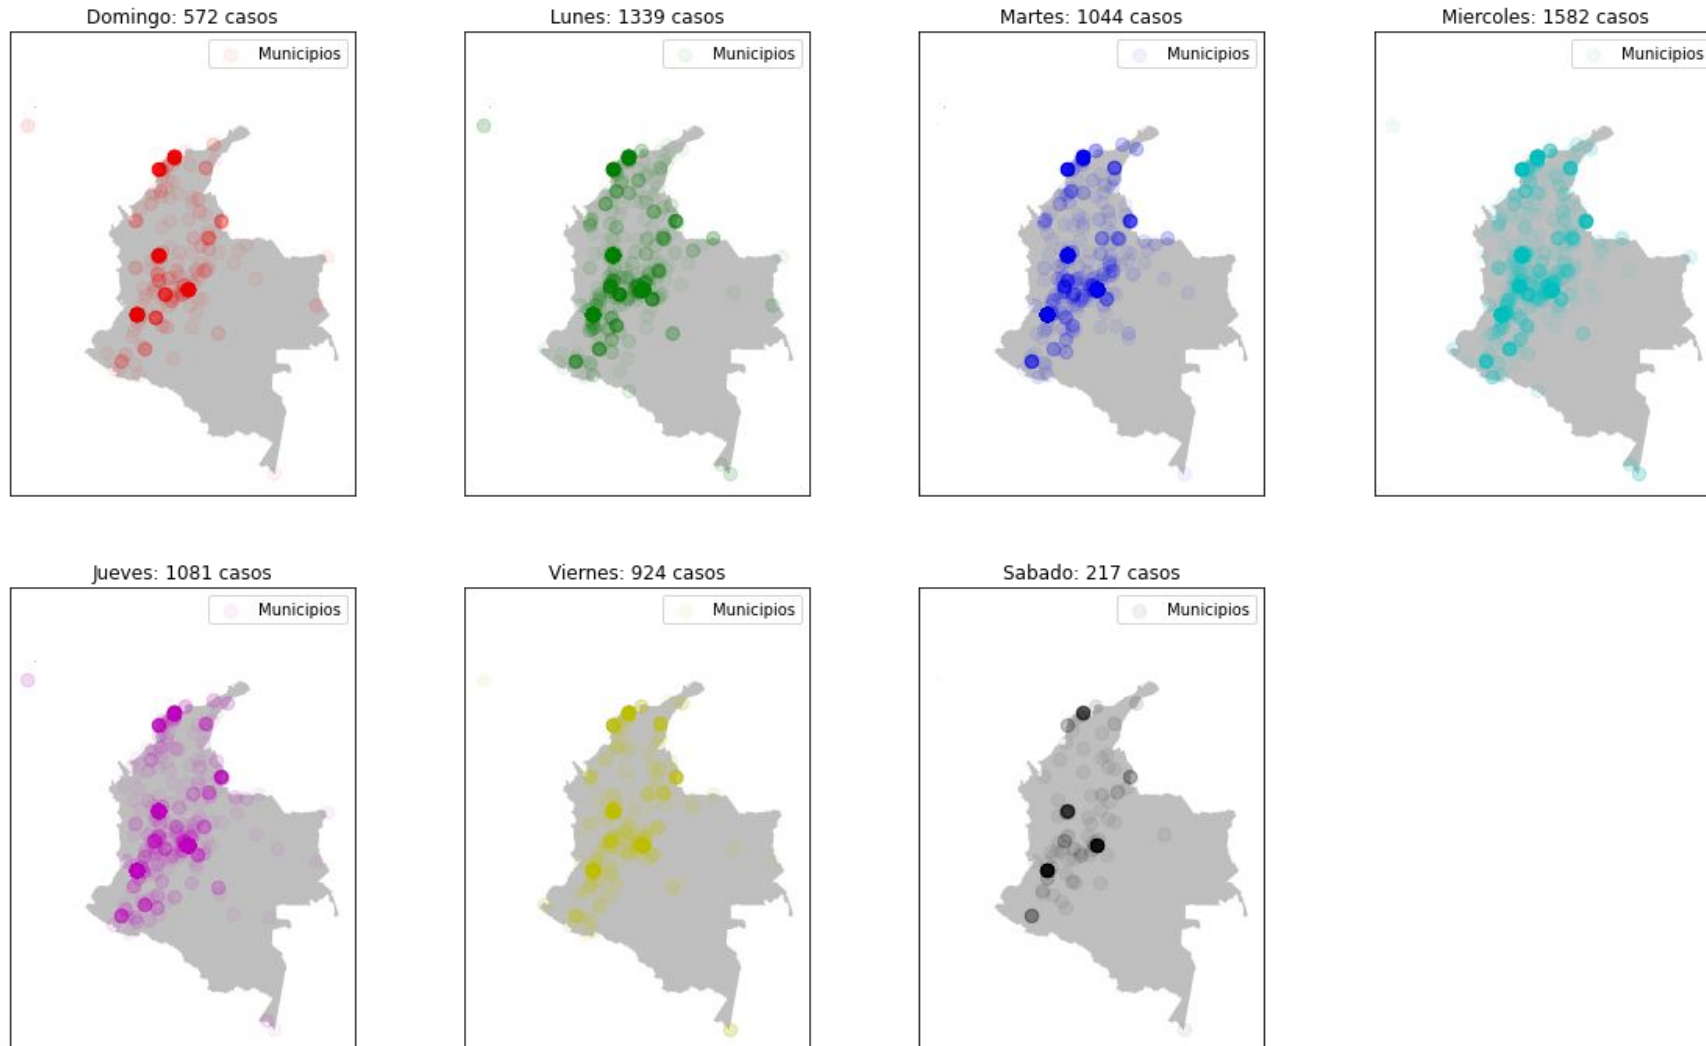 Domingo: 572 casos
Municipios
Lunes: 1339 casos
Municipios
Martes: 1044 casos
Municipios
Miercoles: 1582 casos
Municipios
Jueves: 1081 casos
Municipios
Viernes: 924 casos
Municipios
Sabado: 217 casos
Municipios